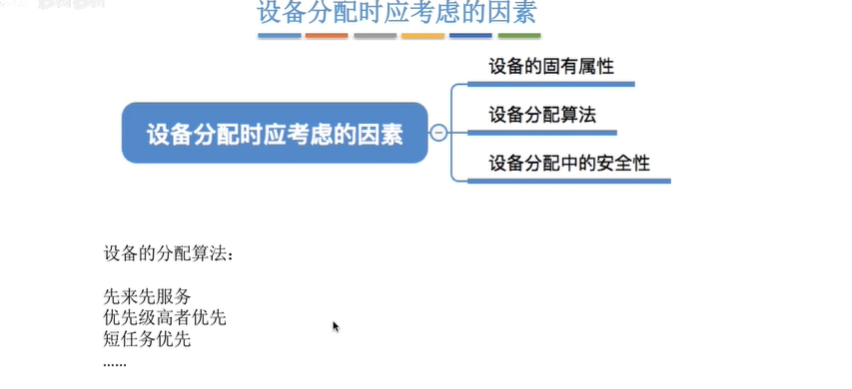 设备分配时应考虑的因素
设备的固有属性
设备分配算法
设备分配时应考虑的因素
设备分配中的安全性
设备的分配算法：
先来先服务
优先级高者优先
短任务优先
......